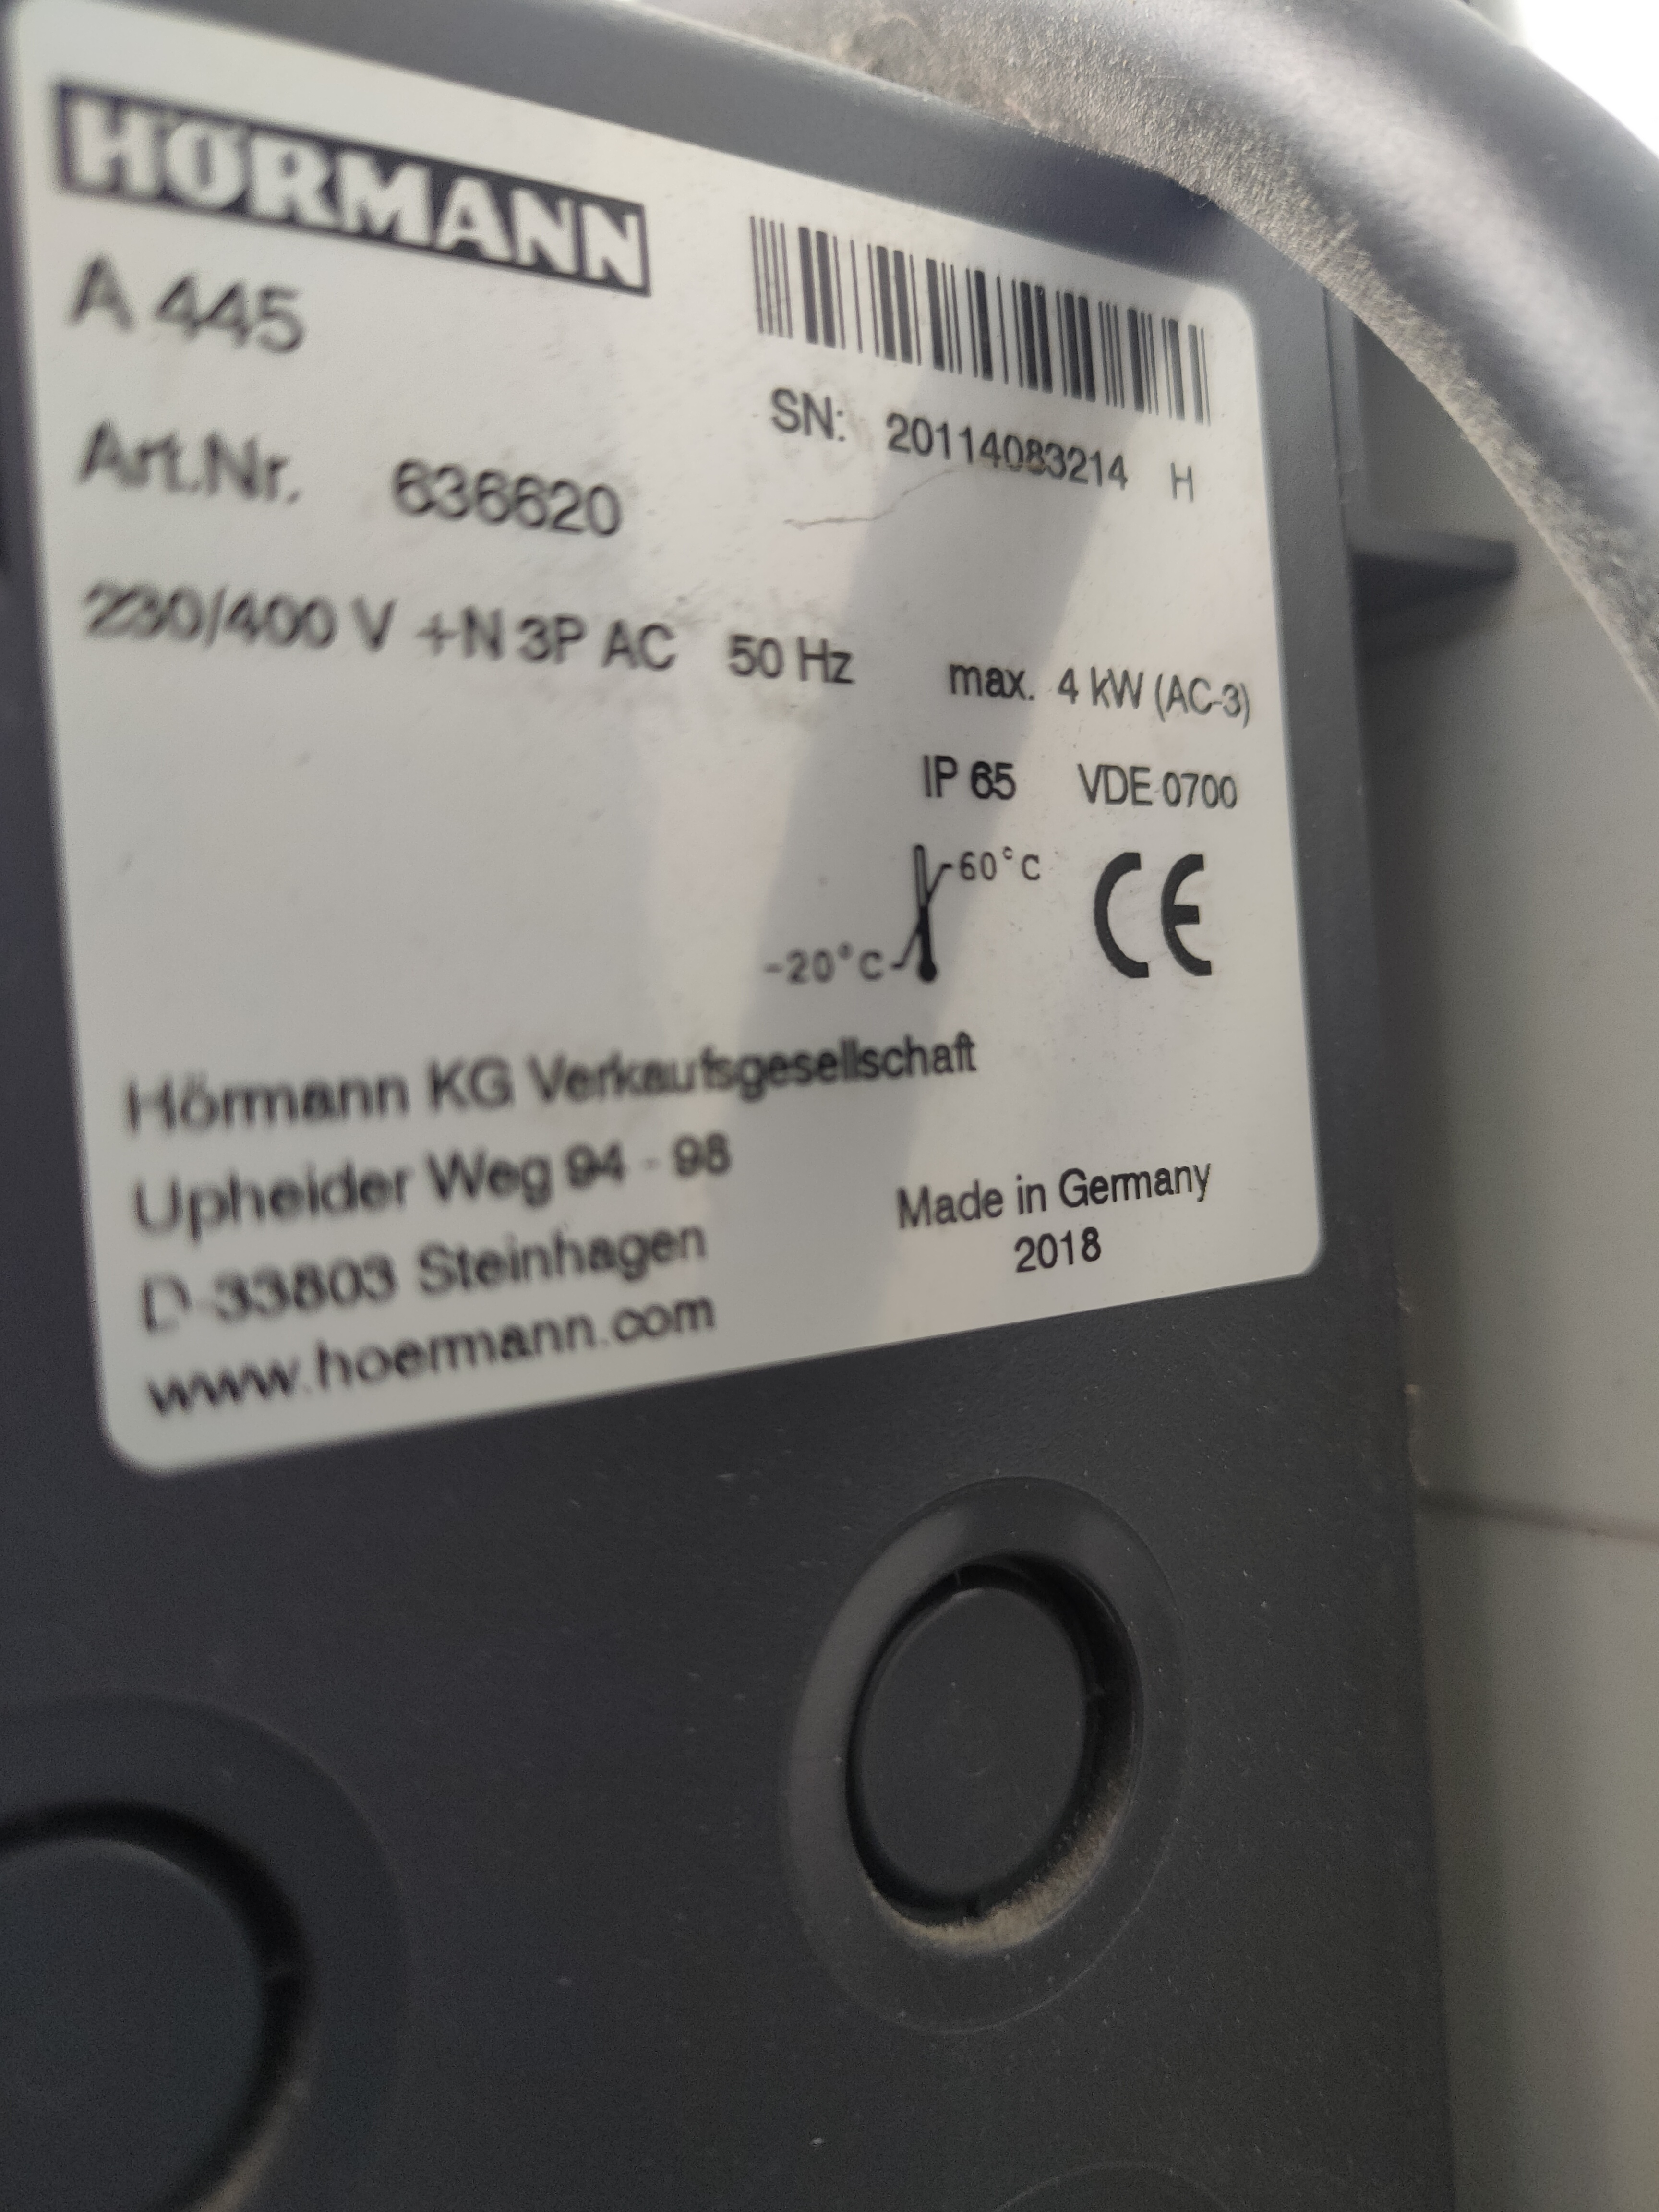 HÖRMANN
A 445
SN: 20114083214 H
Art.Nr. 636620
230/400 V +N 3P AC 50 Hz max. 4 kW (AC-3)
IP 65 VDE 0700
60°C
-20°C
CE
Hörmann KG Verkaufsgesellschaft
Upheider Weg 94 - 98
D-33803 Steinhagen
www.hoermann.com
Made in Germany
2018